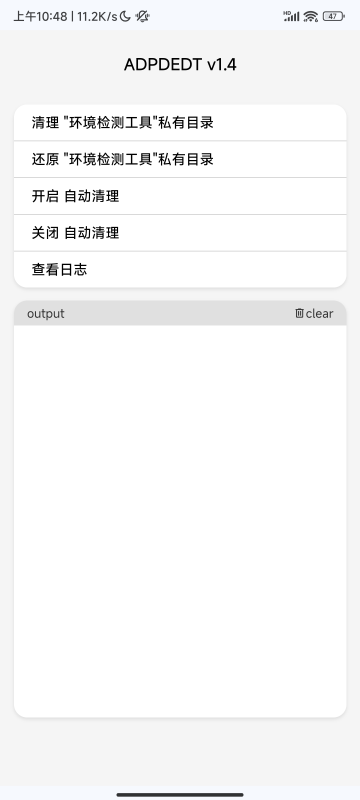 上午10:48 | 11.2K/s
HD
47
ADPDEDT v1.4
清理 "环境检测工具"私有目录
还原 "环境检测工具"私有目录
开启 自动清理
关闭 自动清理
查看日志
output
clear